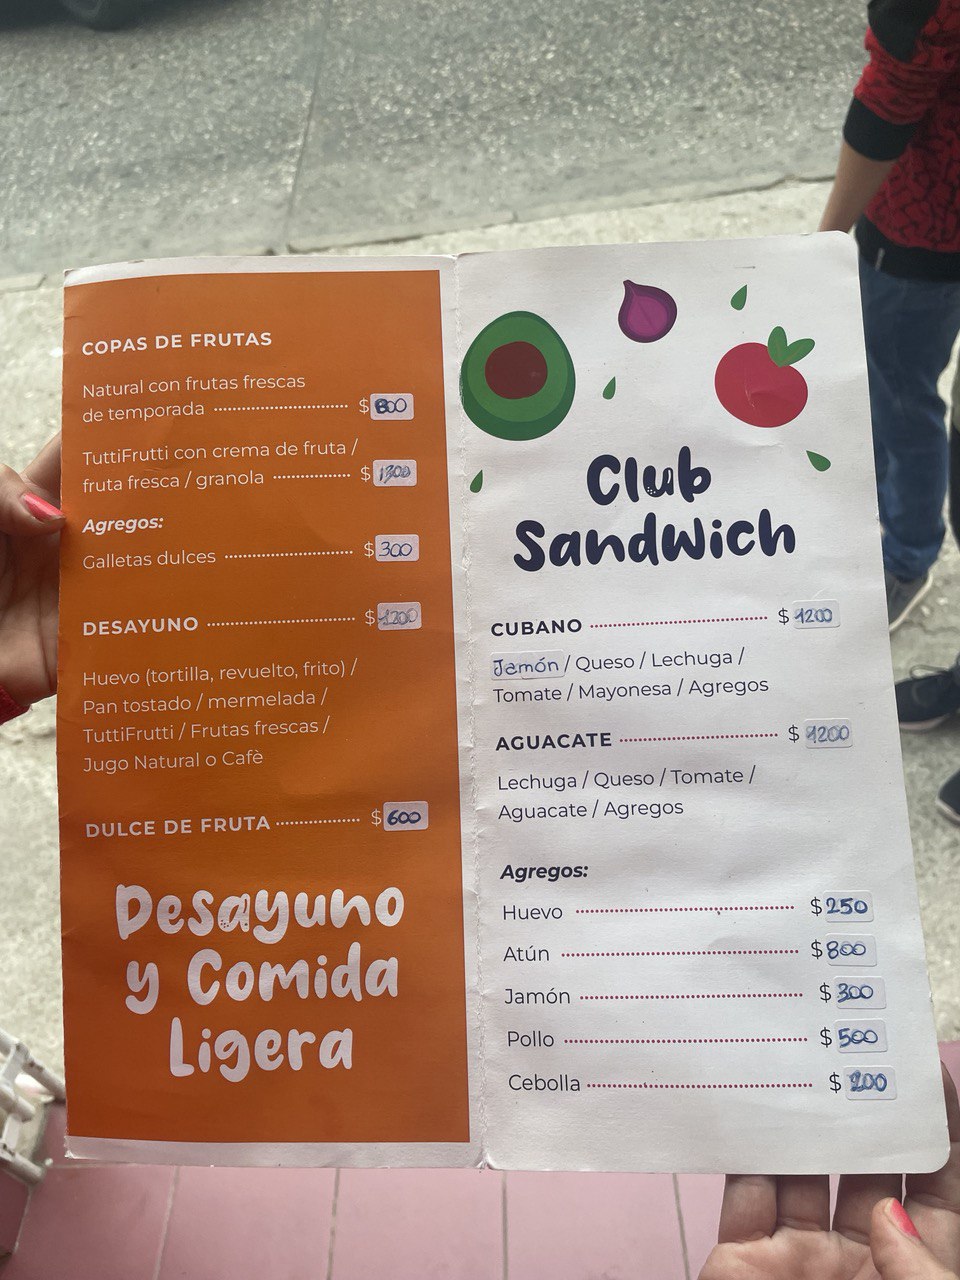 COPAS DE FRUTAS
Natural con frutas frescas
de temporada $ 800
TuttiFrutti con crema de fruta /
fruta fresca / granola $ 1300
Agregos:
Galletas dulces $ 300
DESAYUNO $ 1200
Huevo (tortilla, revuelto, frito) /
Pan tostado / mermelada /
TuttiFrutti / Frutas frescas /
Jugo Natural o Cafè
DULCE DE FRUTA $ 600
Desayuno
y Comida
Ligera
Club
Sandwich
CUBANO $ 1200
Jamón / Queso / Lechuga /
Tomate / Mayonesa / Agregos
AGUACATE $ 1200
Lechuga / Queso / Tomate /
Aguacate / Agregos
Agregos:
Huevo $ 250
Atún $ 800
Jamón $ 300
Pollo $ 500
Cebolla $ 200